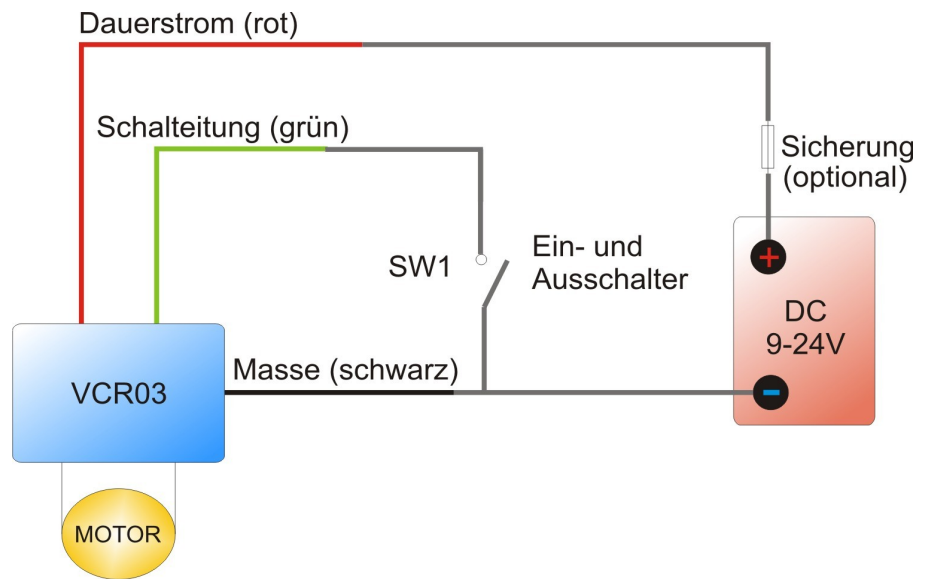 Dauerstrom (rot)
Schalteitung (grün)
Sicherung
(optional)
SW1
Ein- und
Ausschalter
+
DC
9-24V
Masse (schwarz)
-
VCR03
MOTOR